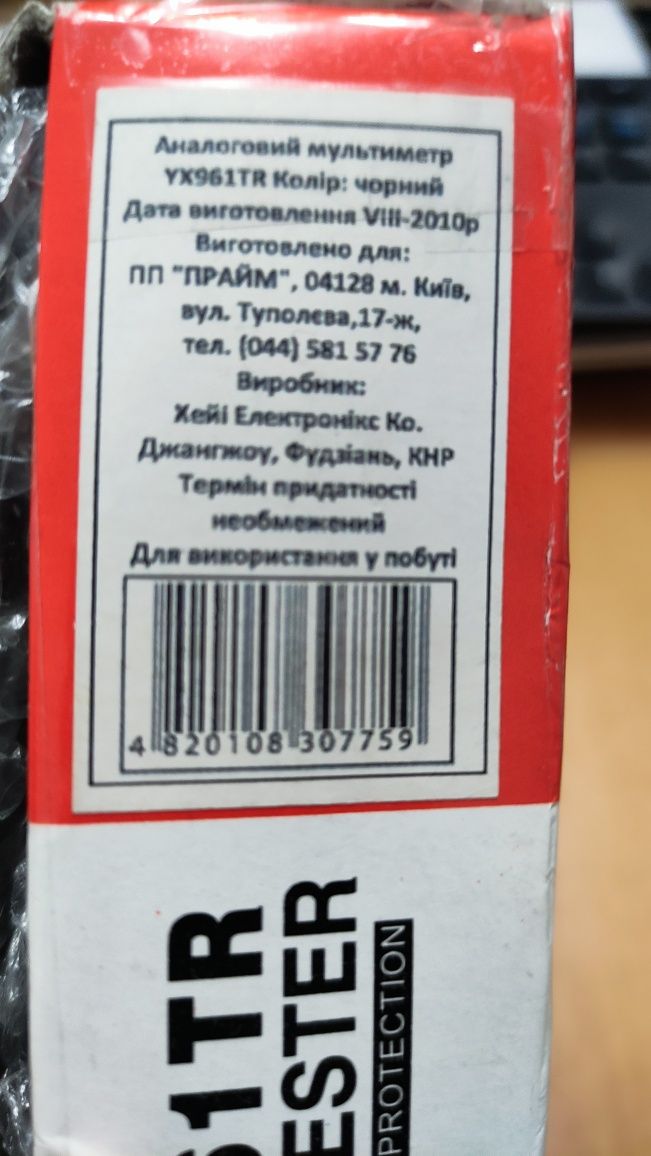 Аналоговий мультиметр
YX961TR Колір: чорний
Дата виготовлення VIII-2010р
Виготовлено для:
ПП "ПРАЙМ", 04128 м. Київ,
вул. Туполєва,17-ж,
тел. (044) 581 57 76
Виробник:
Хейі Електронікс Ко.
Джангжоу, Фудзіань, КНР
Термін придатності
необмежений
Для використання у побуті
4 820108 307759
61TR
ESTER
PROTECTION